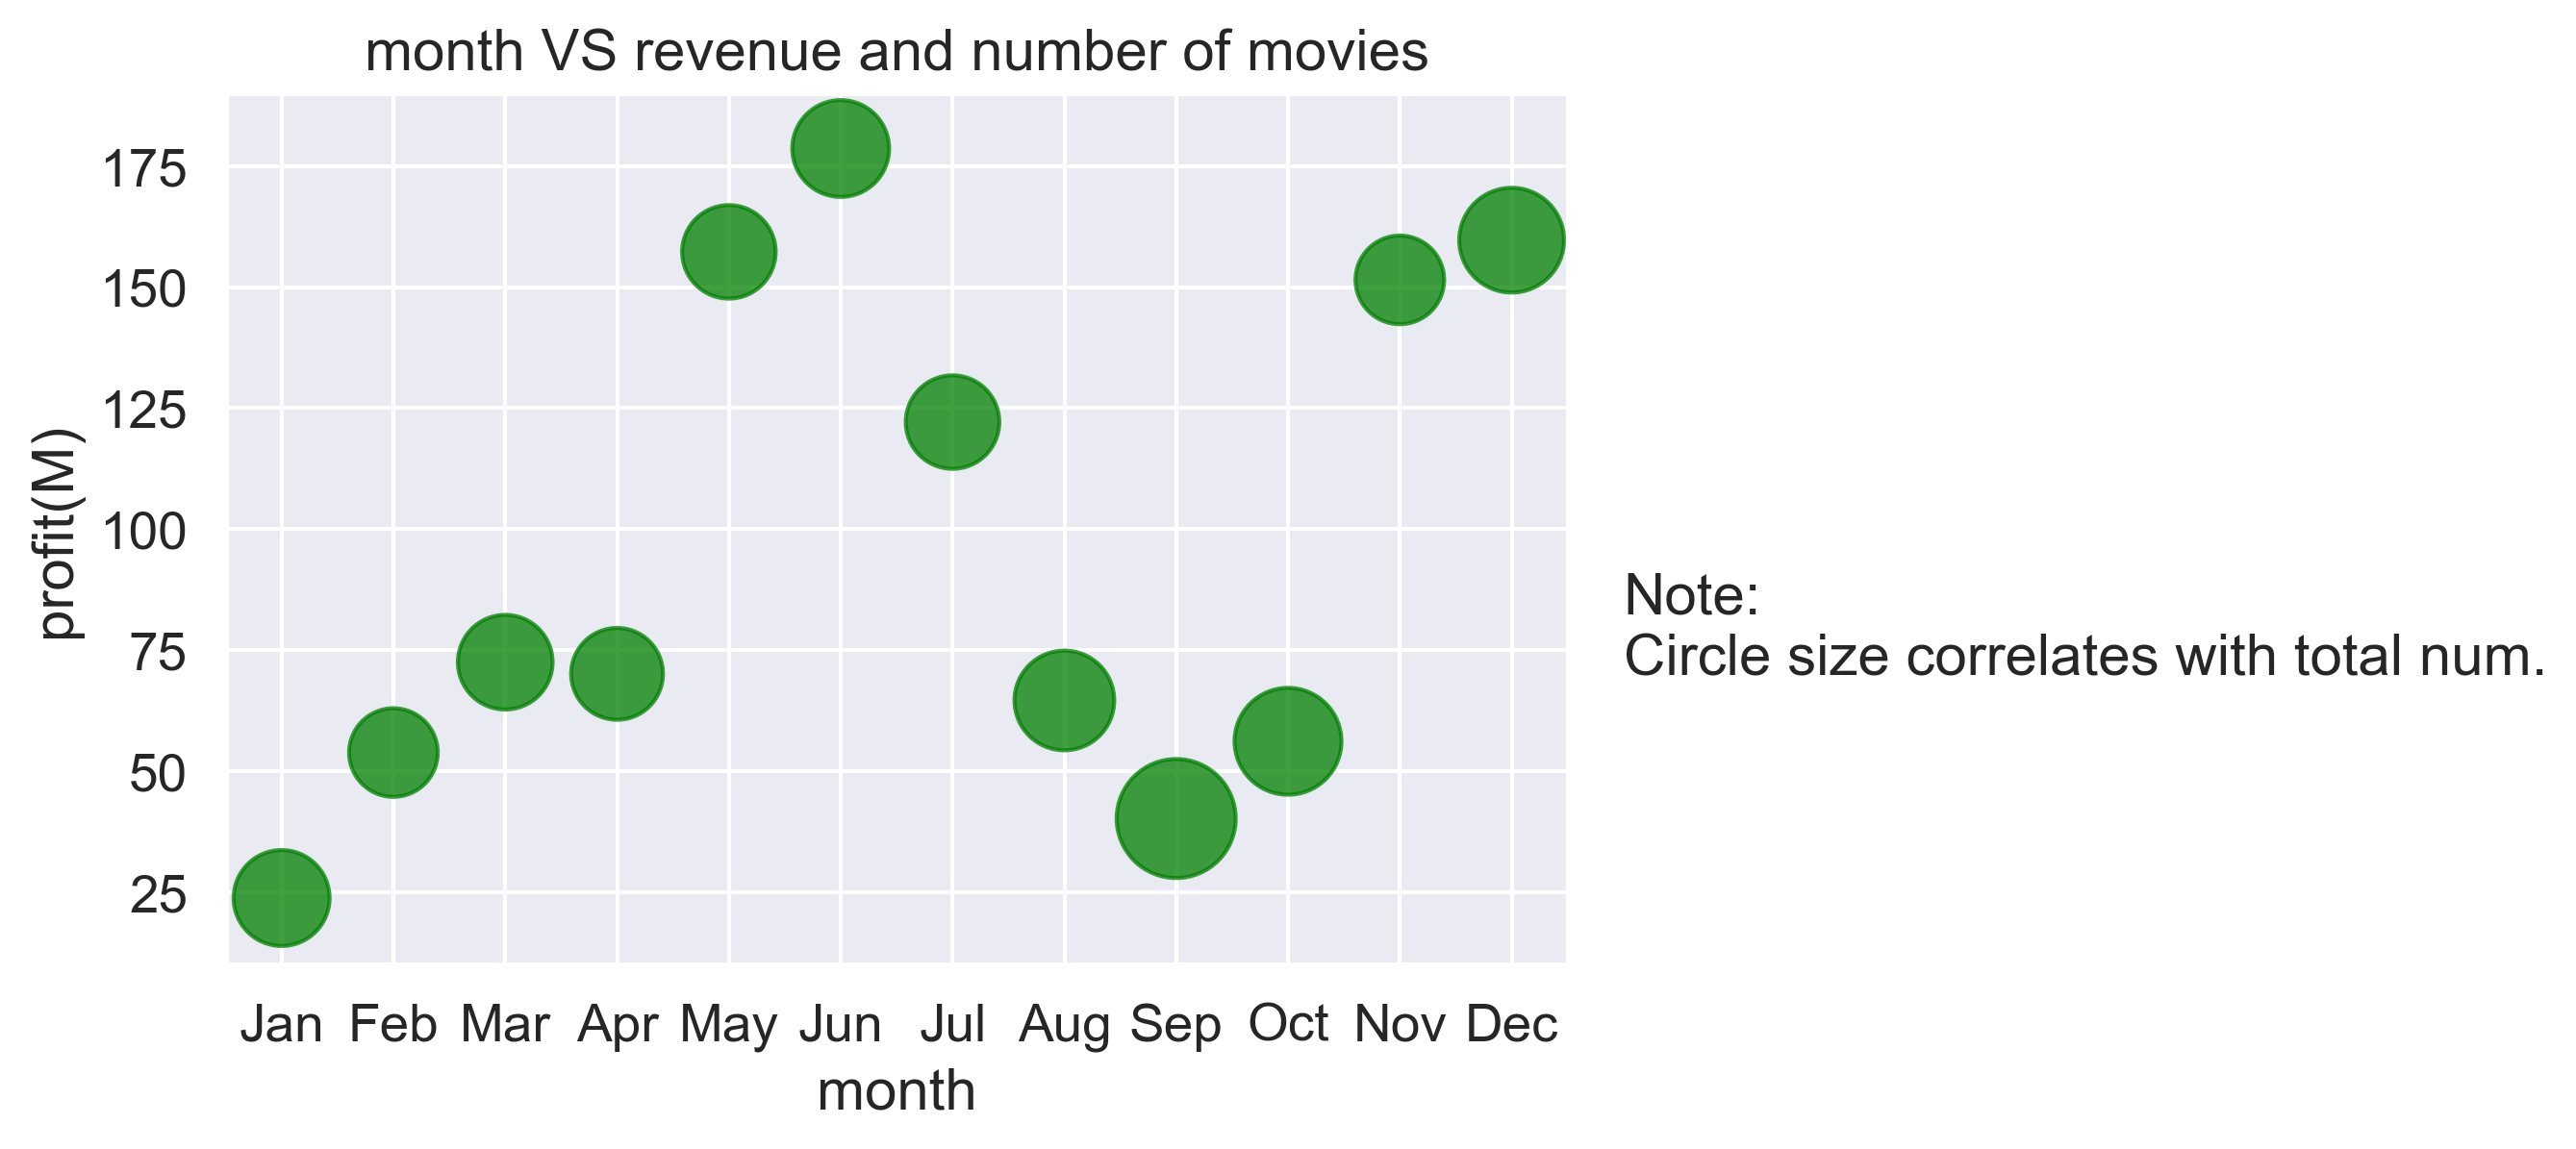 month VS revenue and number of movies
profit(M)
175
150
125
100
75
50
25
Jan Feb Mar Apr May Jun Jul Aug Sep Oct Nov Dec
month
Note:
Circle size correlates with total num.